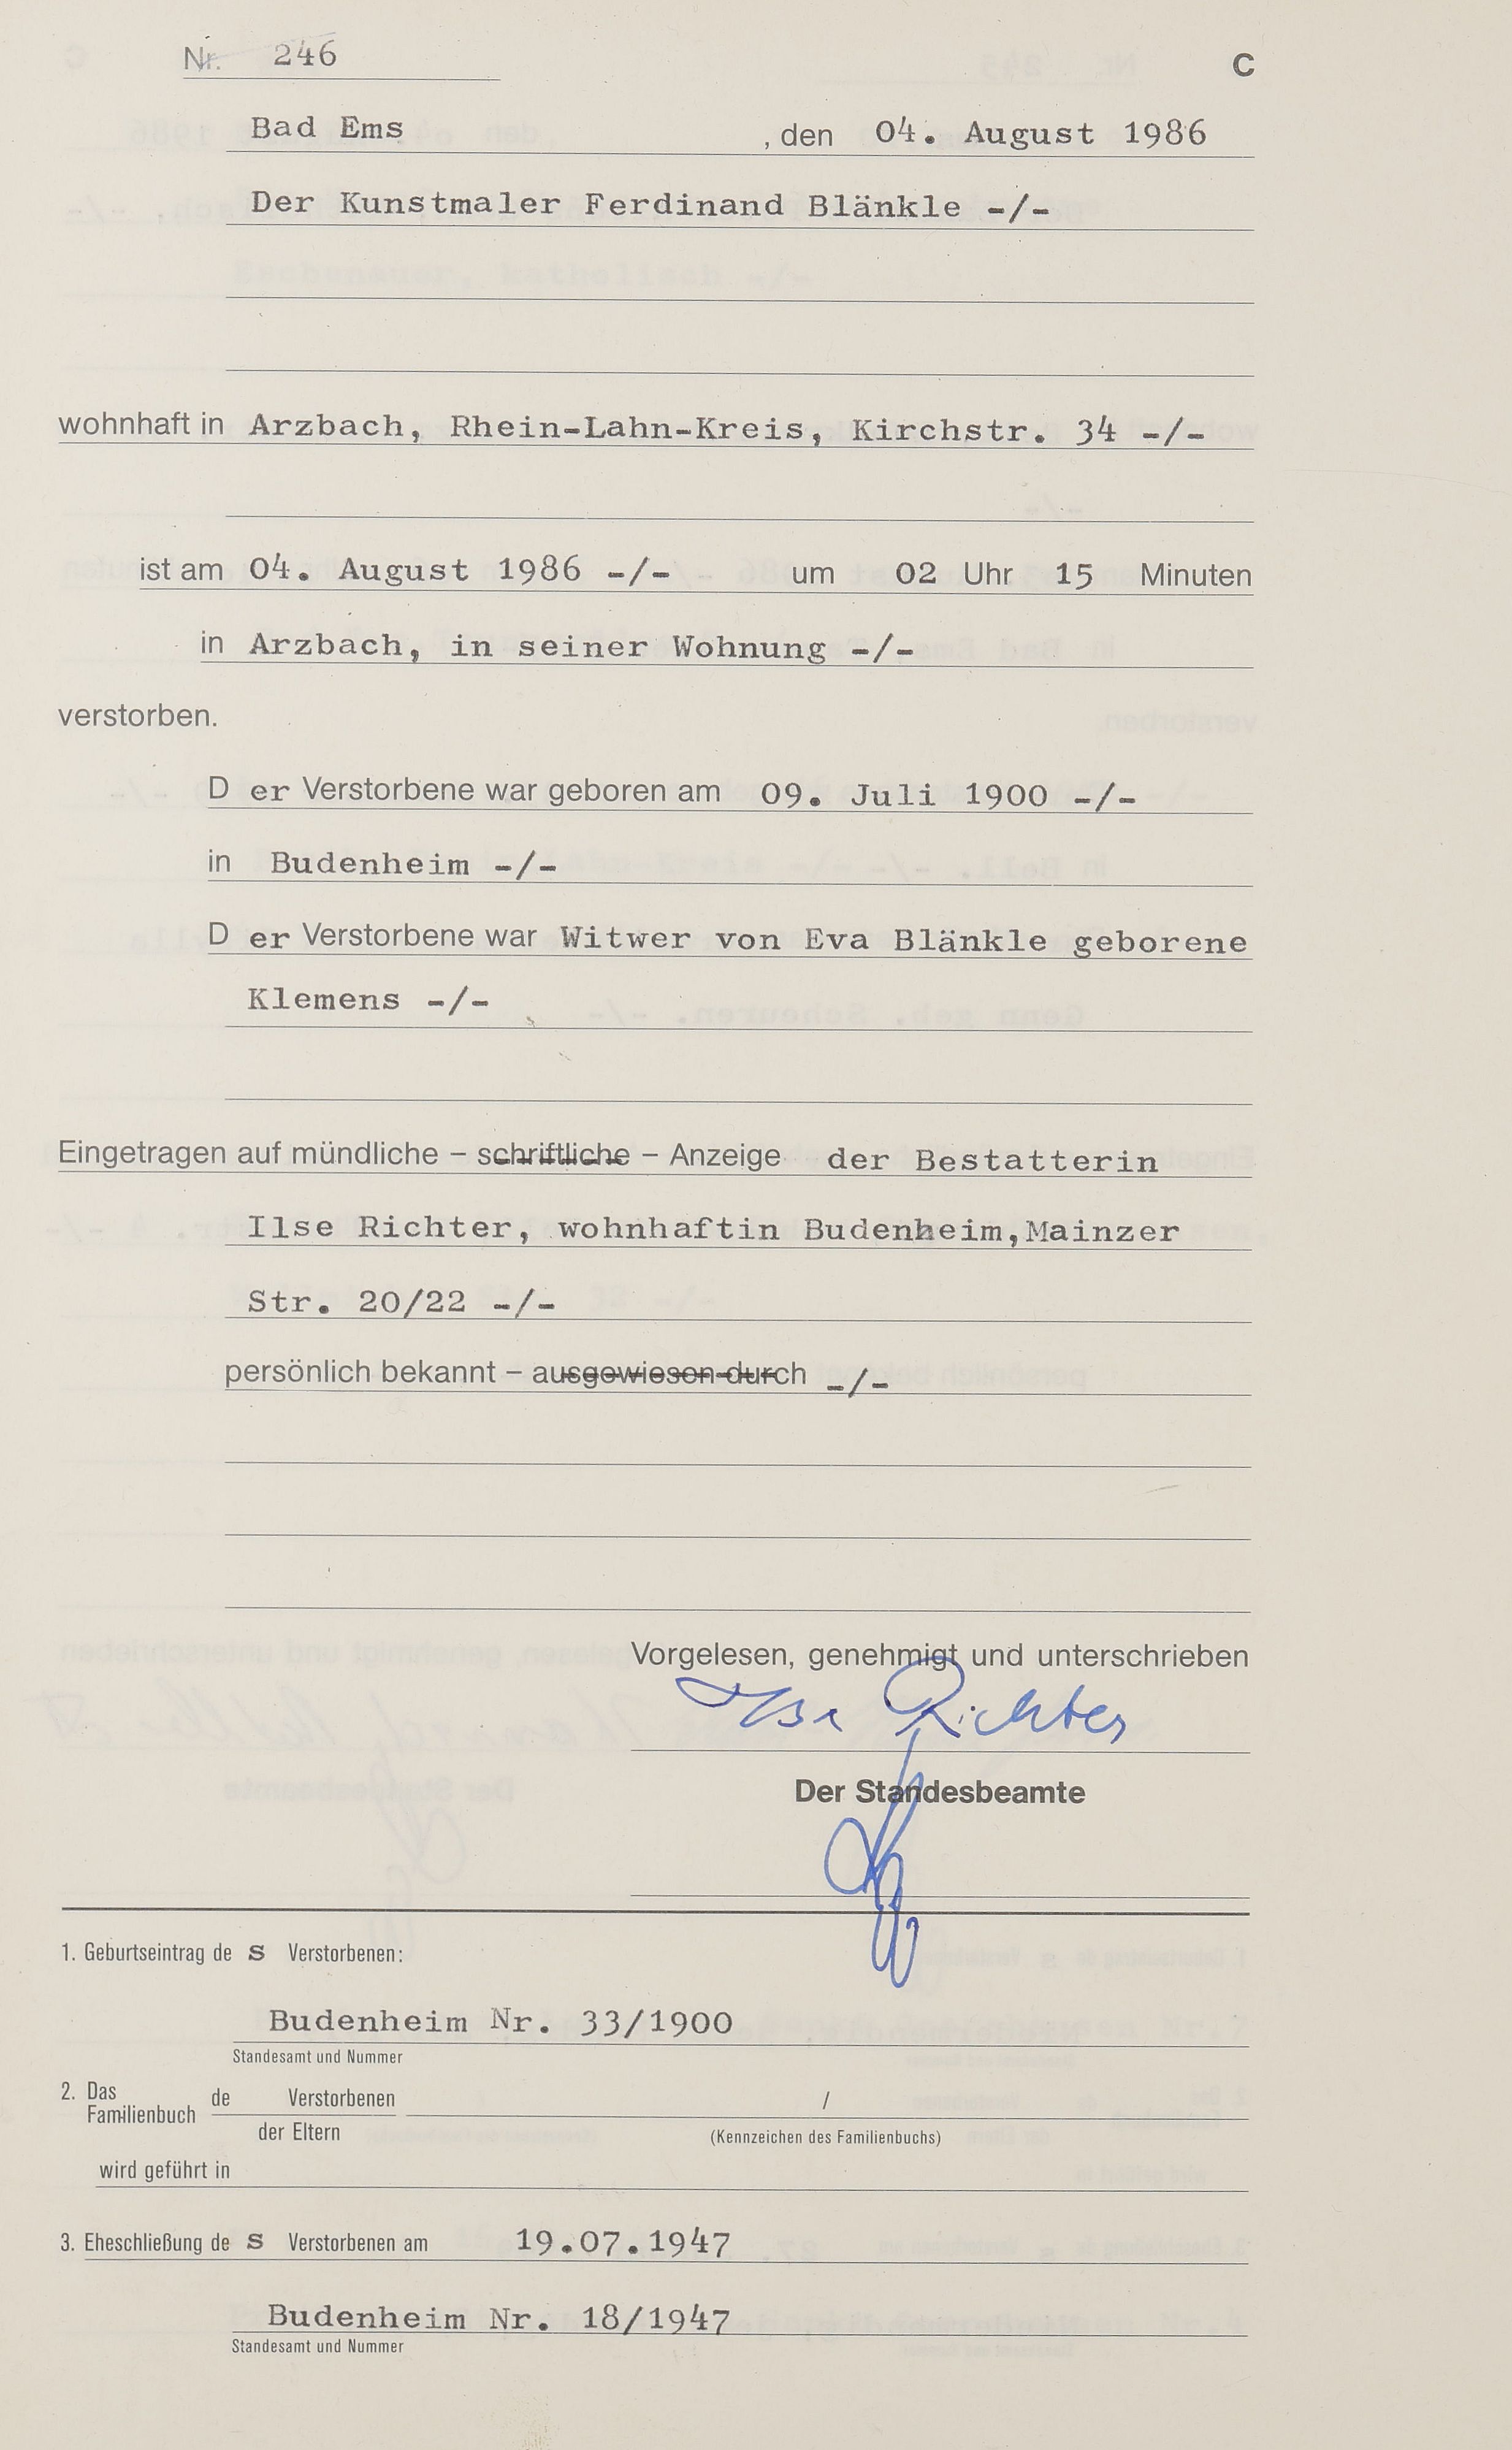 Nr. 246
C
Bad Ems , den 04. August 1986
Der Kunstmaler Ferdinand Blänkle -/-
wohnhaft in Arzbach, Rhein-Lahn-Kreis, Kirchstr. 34 -/-
ist am 04. August 1986 -/- um 02 Uhr 15 Minuten
in Arzbach, in seiner Wohnung -/-
verstorben.
D er Verstorbene war geboren am 09. Juli 1900 -/-
in Budenheim -/-
D er Verstorbene war Witwer von Eva Blänkle geborene
Klemens -/-
Eingetragen auf mündliche – schriftliche – Anzeige der Bestatterin
Ilse Richter, wohnhaftin Budenheim,Mainzer
Str. 20/22 -/-
persönlich bekannt – ausgewiesen durch -/-
Vorgelesen, genehmigt und unterschrieben
Ilse Richter
Der Standesbeamte
1. Geburtseintrag de s Verstorbenen:
Budenheim Nr. 33/1900
Standesamt und Nummer
2. Das Familienbuch de Verstorbenen /
der Eltern (Kennzeichen des Familienbuchs)
wird geführt in
3. Eheschließung de s Verstorbenen am 19.07.1947
Budenheim Nr. 18/1947
Standesamt und Nummer